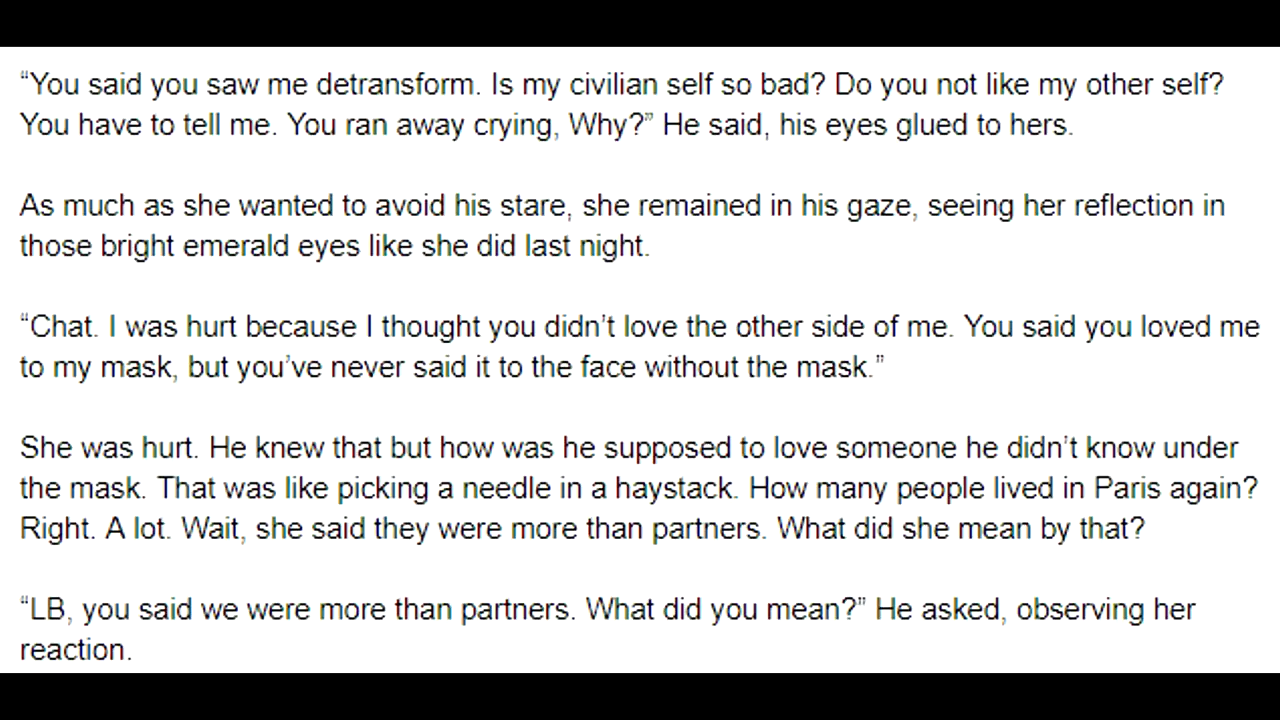 “You said you saw me detransform. Is my civilian self so bad? Do you not like my other self?
You have to tell me. You ran away crying, Why?” He said, his eyes glued to hers.
As much as she wanted to avoid his stare, she remained in his gaze, seeing her reflection in
those bright emerald eyes like she did last night.
“Chat. I was hurt because I thought you didn’t love the other side of me. You said you loved me
to my mask, but you’ve never said it to the face without the mask.”
She was hurt. He knew that but how was he supposed to love someone he didn’t know under
the mask. That was like picking a needle in a haystack. How many people lived in Paris again?
Right. A lot. Wait, she said they were more than partners. What did she mean by that?
“LB, you said we were more than partners. What did you mean?” He asked, observing her
reaction.